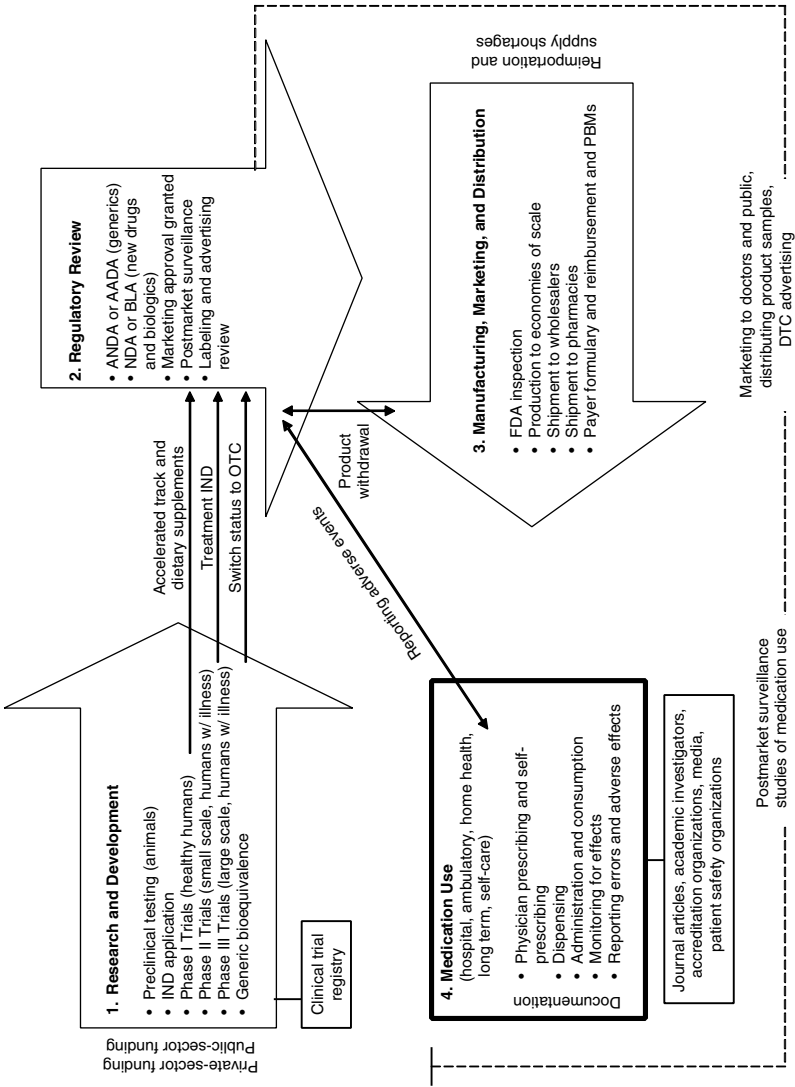 Private-sector funding
Public-sector funding
1. Research and Development
• Preclinical testing (animals)
• IND application
• Phase I Trials (healthy humans)
• Phase II Trials (small scale, humans w/ illness)
• Phase III Trials (large scale, humans w/ illness)
• Generic bioequivalence
Clinical trial
registry
Accelerated track and
dietary supplements
Treatment IND
Switch status to OTC
2. Regulatory Review
• ANDA or AADA (generics)
• NDA or BLA (new drugs
and biologics)
• Marketing approval granted
• Postmarket surveillance
• Labeling and advertising
review
Reporting adverse events
Product
withdrawal
3. Manufacturing, Marketing, and Distribution
• FDA inspection
• Production to economies of scale
• Shipment to wholesalers
• Shipment to pharmacies
• Payer formulary and reimbursement and PBMs
Reimportation and
supply shortages
4. Medication Use
(hospital, ambulatory, home health,
long term, self-care)
Documentation
• Physician prescribing and self-
prescribing
• Dispensing
• Administration and consumption
• Monitoring for effects
• Reporting errors and adverse effects
Journal articles, academic investigators,
accreditation organizations, media,
patient safety organizations
Postmarket surveillance
studies of medication use
Marketing to doctors and public,
distributing product samples,
DTC advertising